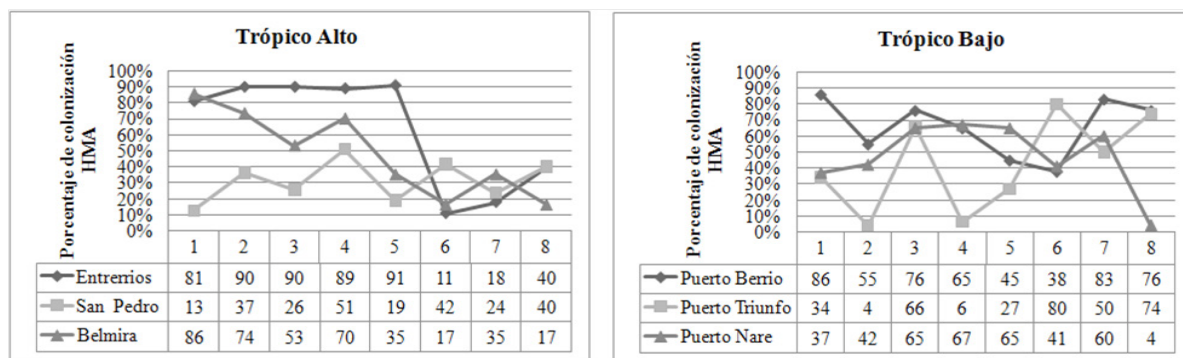 Trópico Alto
Porcentaje de colonización
HMA
100%
90%
80%
70%
60%
50%
40%
30%
20%
10%
0%
1 2 3 4 5 6 7 8
Entrerrios 81 90 90 89 91 11 18 40
San Pedro 13 37 26 51 19 42 24 40
Belmira 86 74 53 70 35 17 35 17
Trópico Bajo
Porcentaje de colonización
HMA
100%
90%
80%
70%
60%
50%
40%
30%
20%
10%
0%
1 2 3 4 5 6 7 8
Puerto Berrio 86 55 76 65 45 38 83 76
Puerto Triunfo 34 4 66 6 27 80 50 74
Puerto Nare 37 42 65 67 65 41 60 4